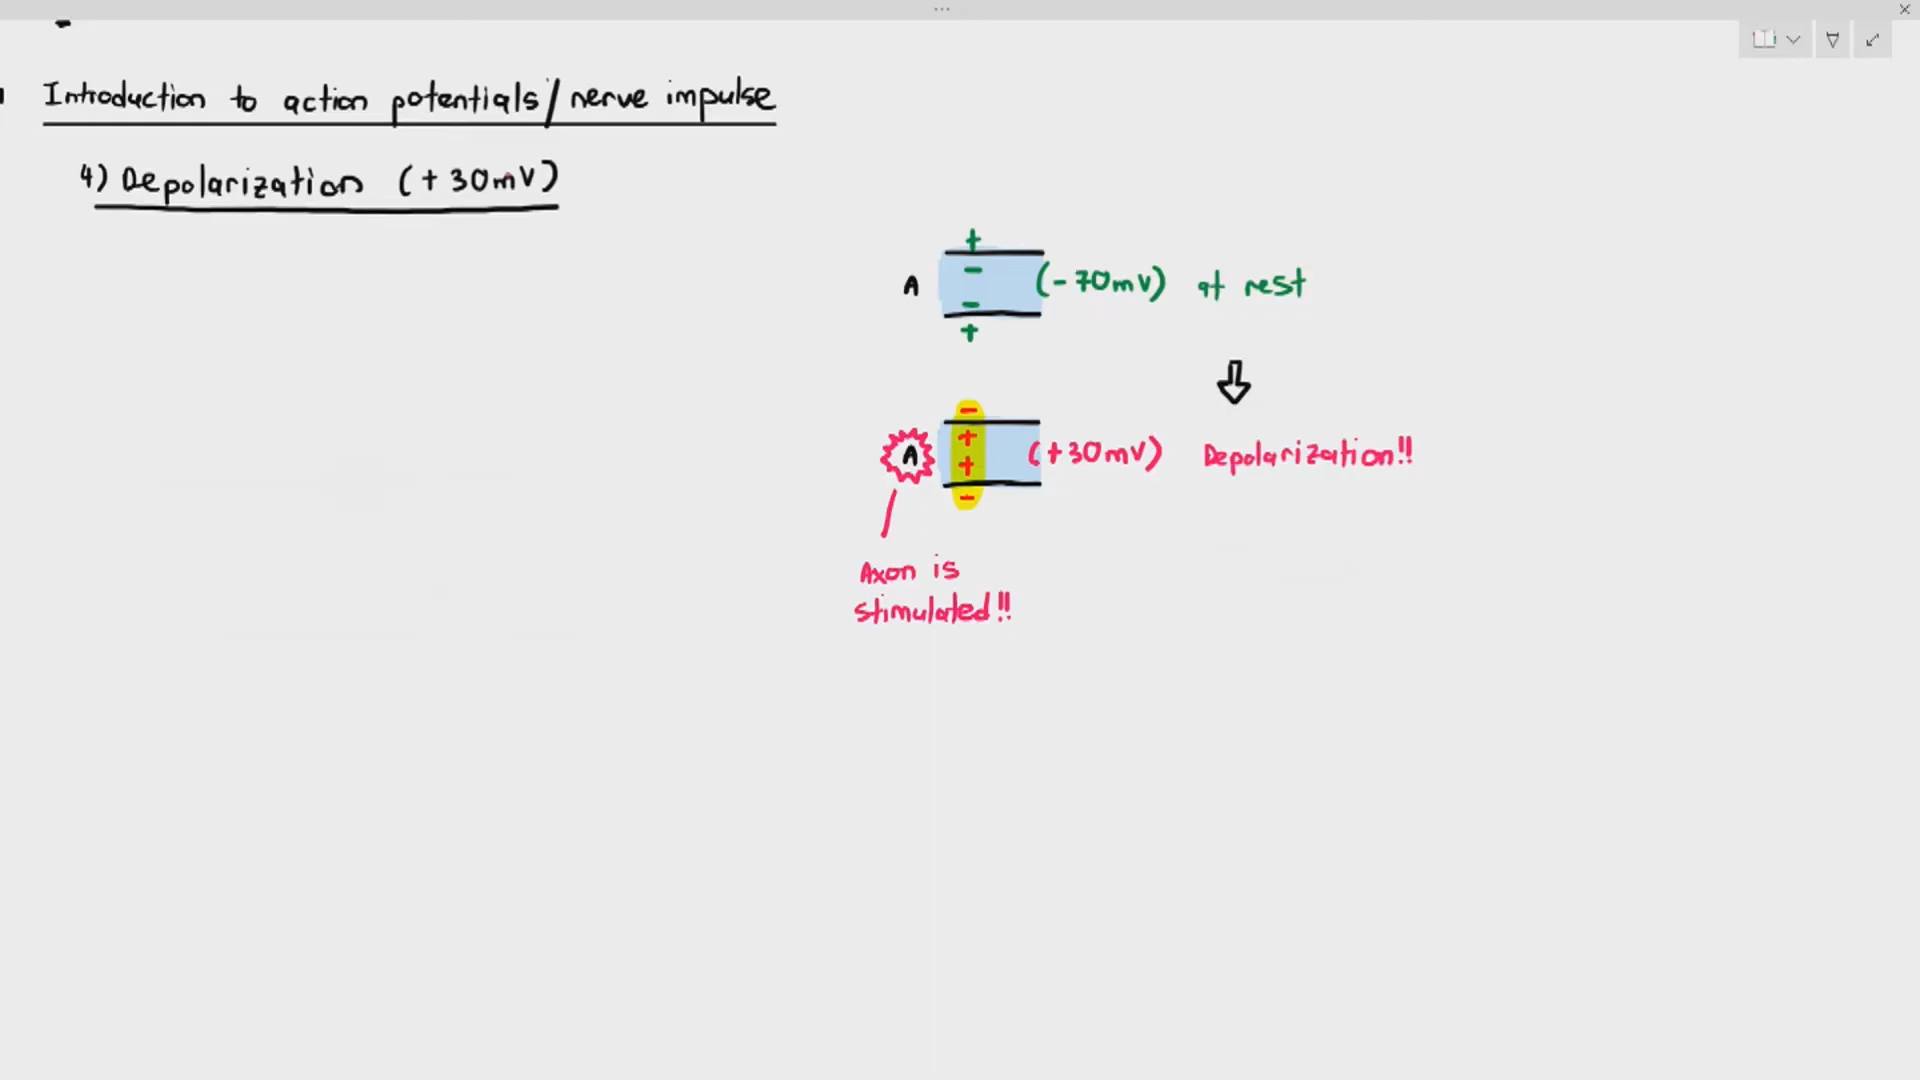 Introduction to action potentials/nerve impulse
4) Depolarization (+30mV)
+
-
A (-70mV) at rest
-
+
-
+
A (+30mV) Depolarization!!
+
-
Axon is
stimulated!!